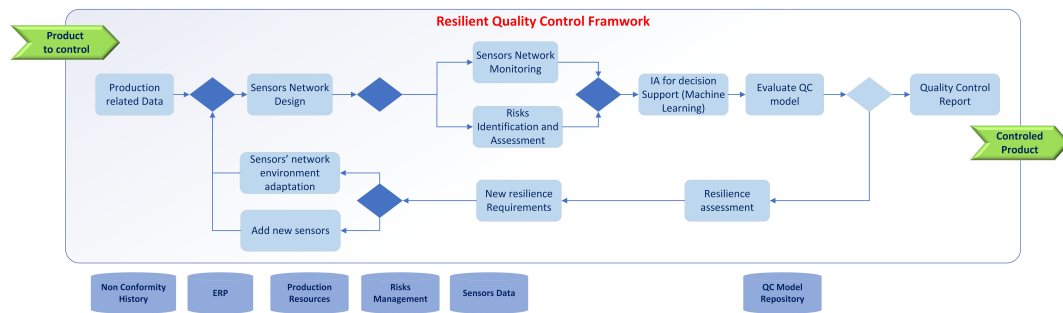 Resilient Quality Control Framwork
Product
to control
Production
related Data
Sensors Network
Design
Sensors Network
Monitoring
Risks
Identification and
Assessment
IA for decision
Support (Machine
Learning)
Evaluate QC
model
Quality Control
Report
Controled
Product
Sensors' network
environment
adaptation
Add new sensors
New resilience
Requirements
Resilience
assessment
Non Conformity
History
ERP
Production
Resources
Risks
Management
Sensors Data
QC Model
Repository